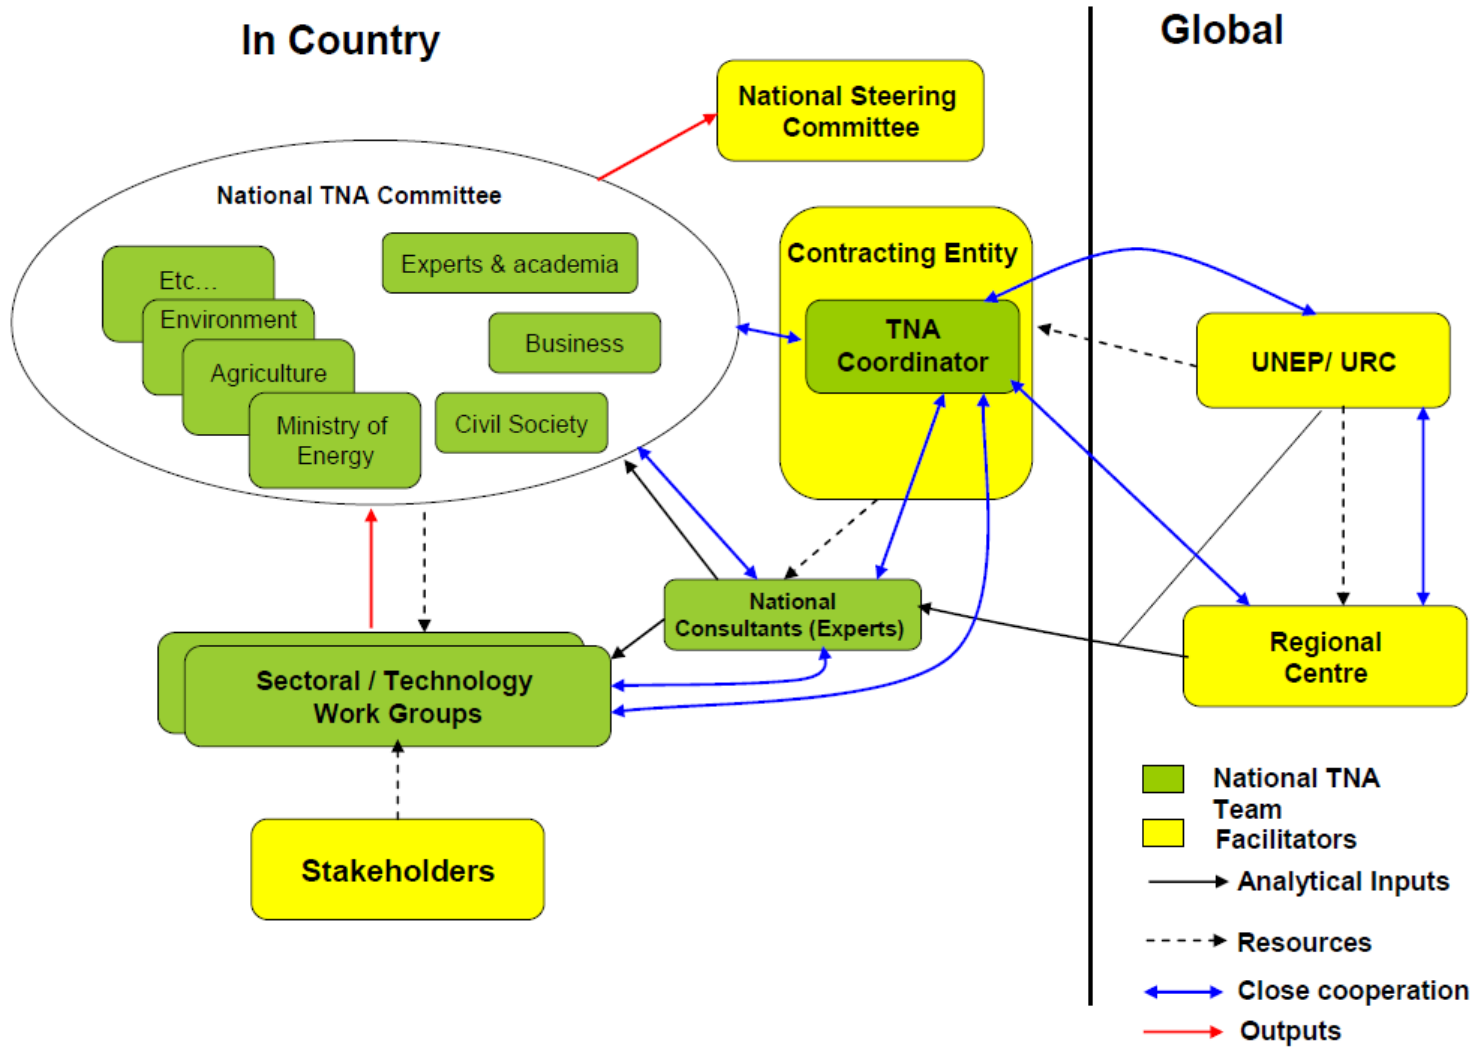 In Country
Global
National Steering
Committee
National TNA Committee
Etc...
Environment
Agriculture
Ministry of
Energy
Experts & academia
Business
Civil Society
Contracting Entity
TNA
Coordinator
UNEP/ URC
National
Consultants (Experts)
Regional
Centre
Sectoral / Technology
Work Groups
Stakeholders
National TNA
Team
Facilitators
Analytical Inputs
Resources
Close cooperation
Outputs